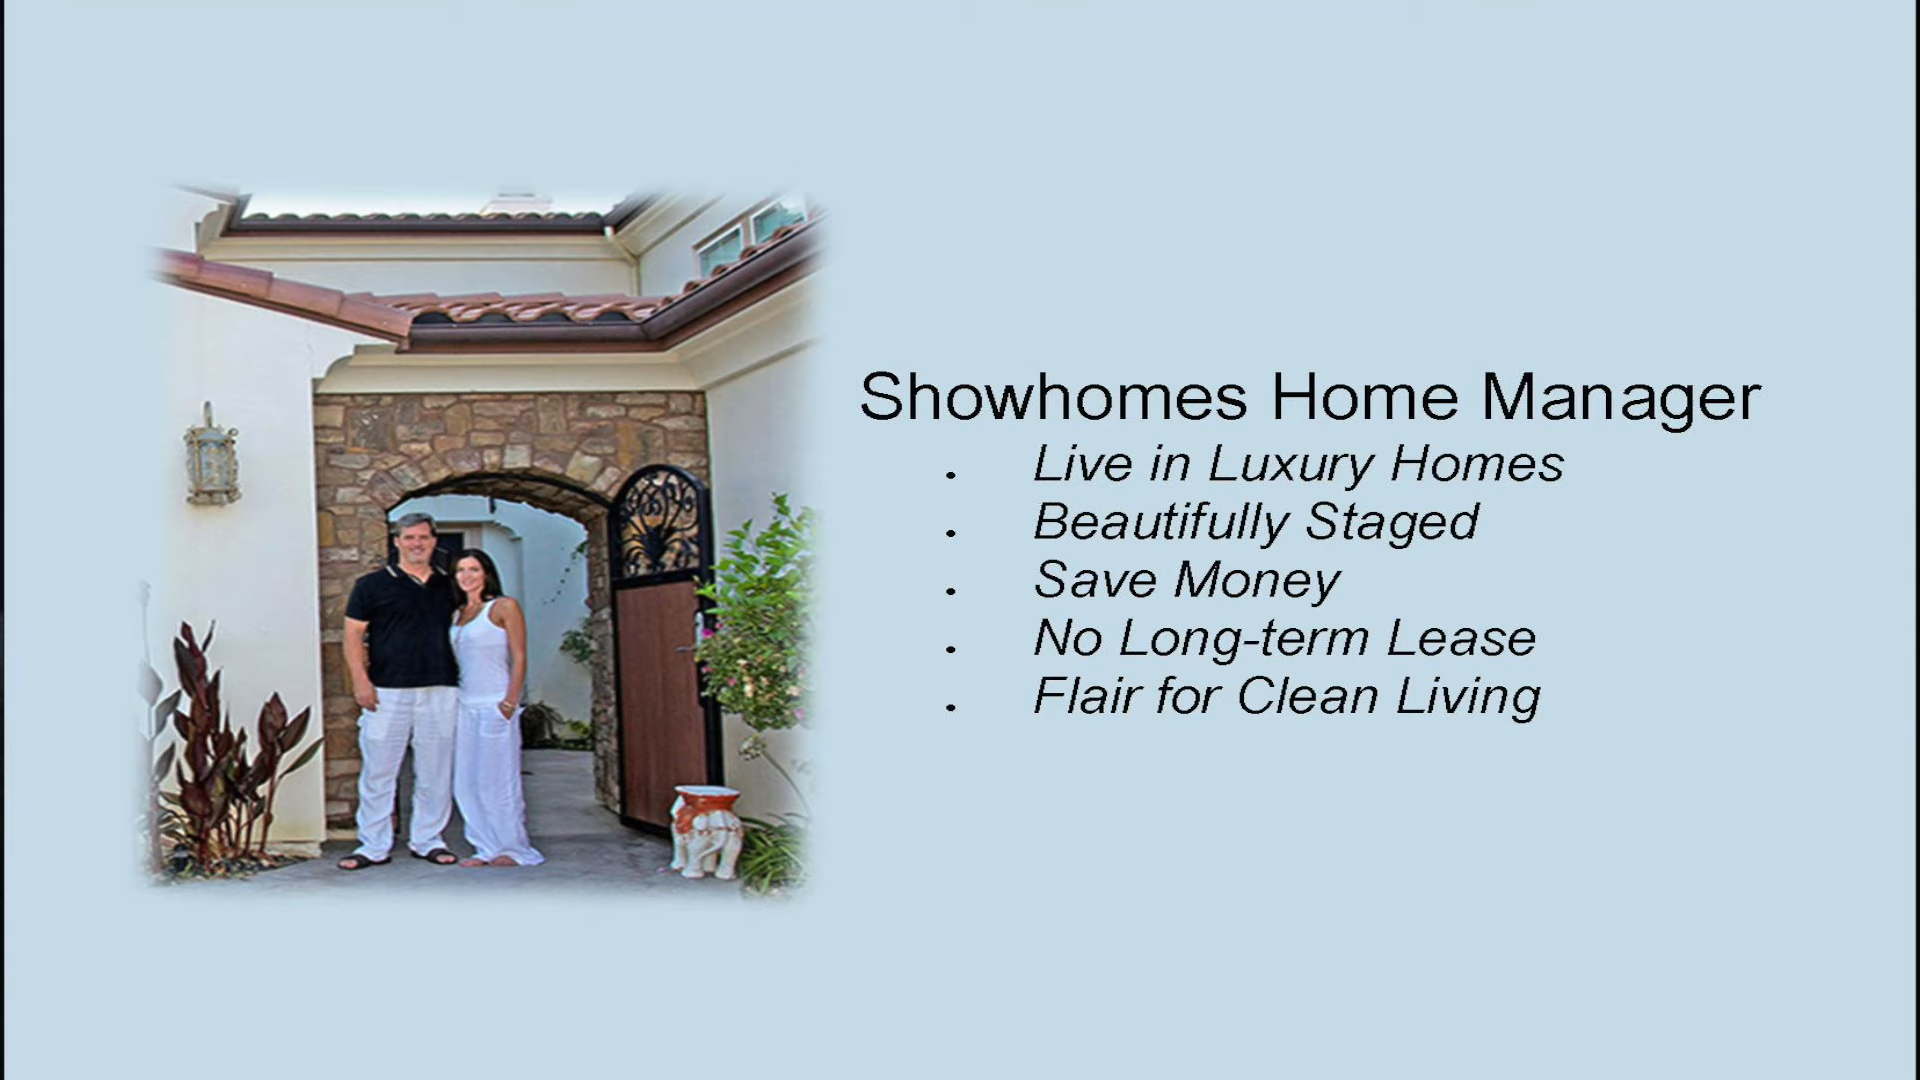 Showhomes Home Manager
. Live in Luxury Homes
. Beautifully Staged
. Save Money
. No Long-term Lease
. Flair for Clean Living